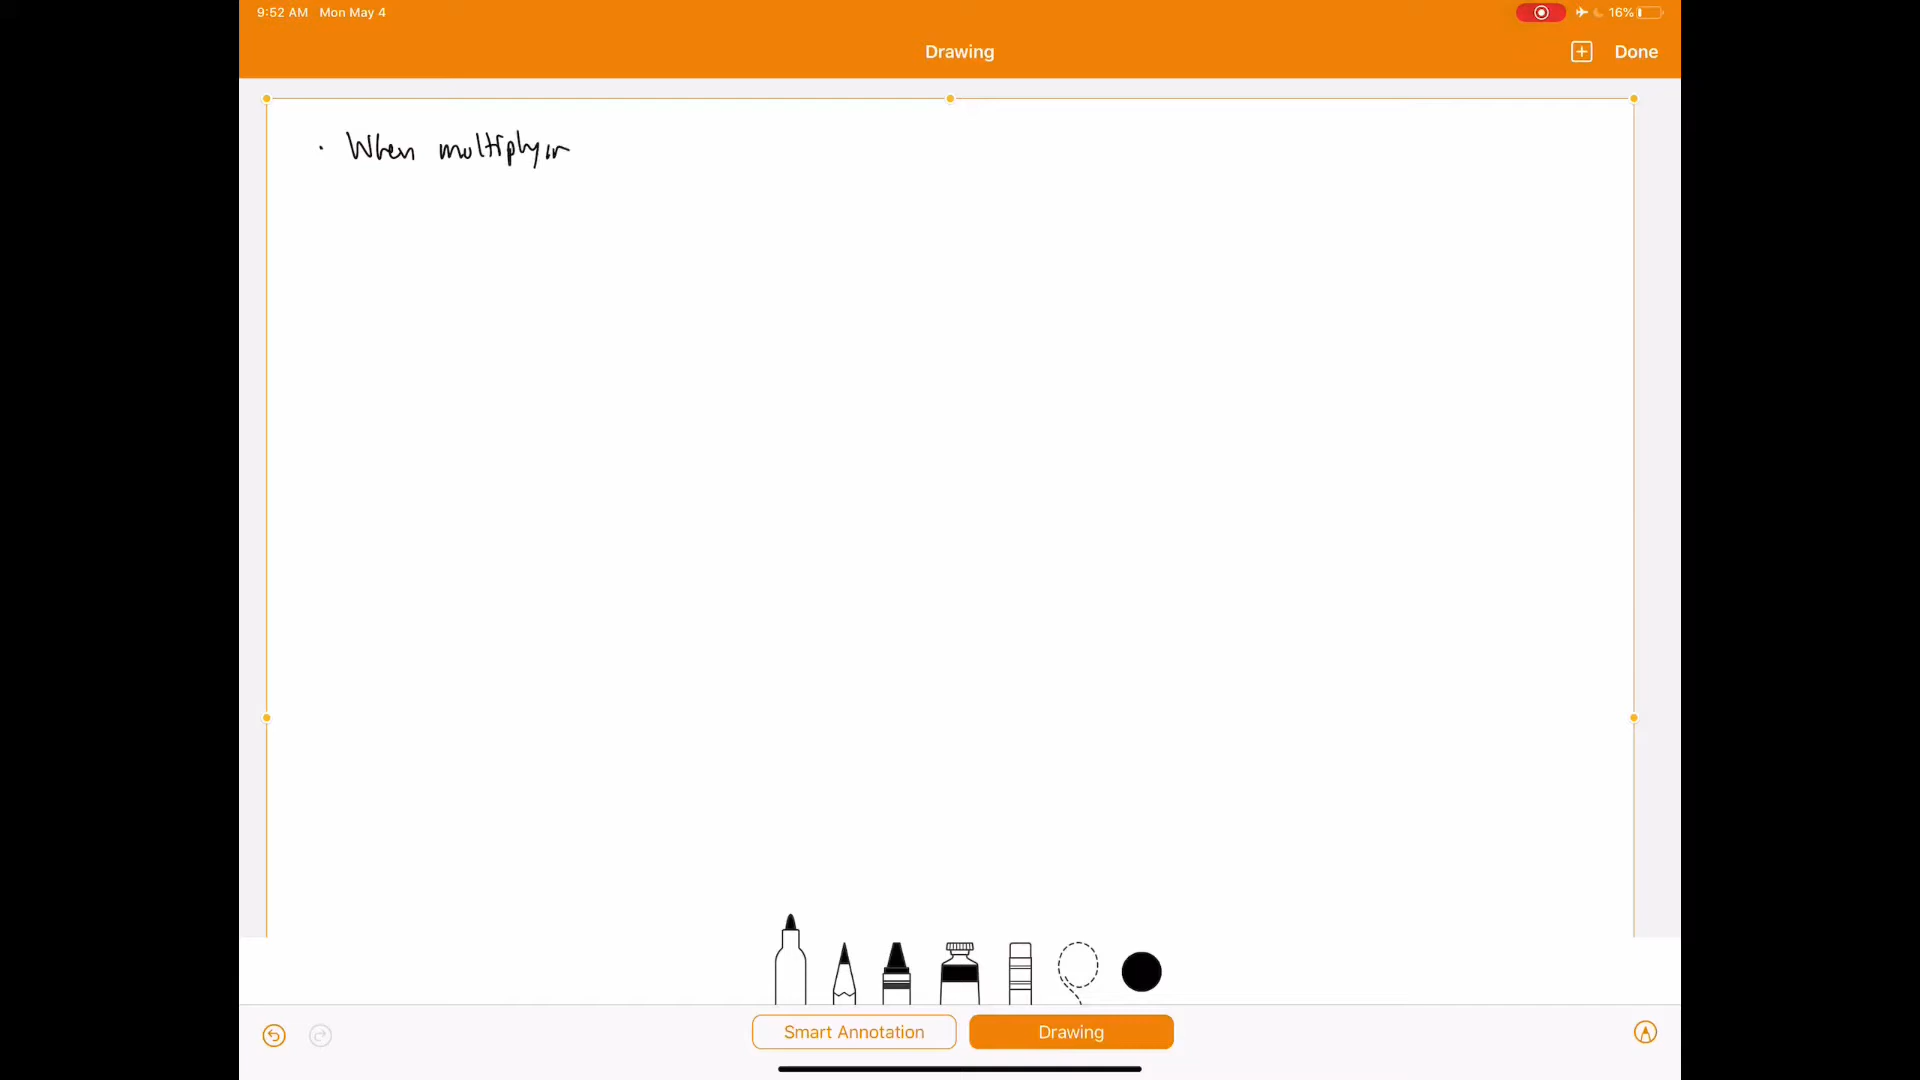 9:52 AM Mon May 4
16%
Drawing
Done
· When multiplyin
Smart Annotation
Drawing